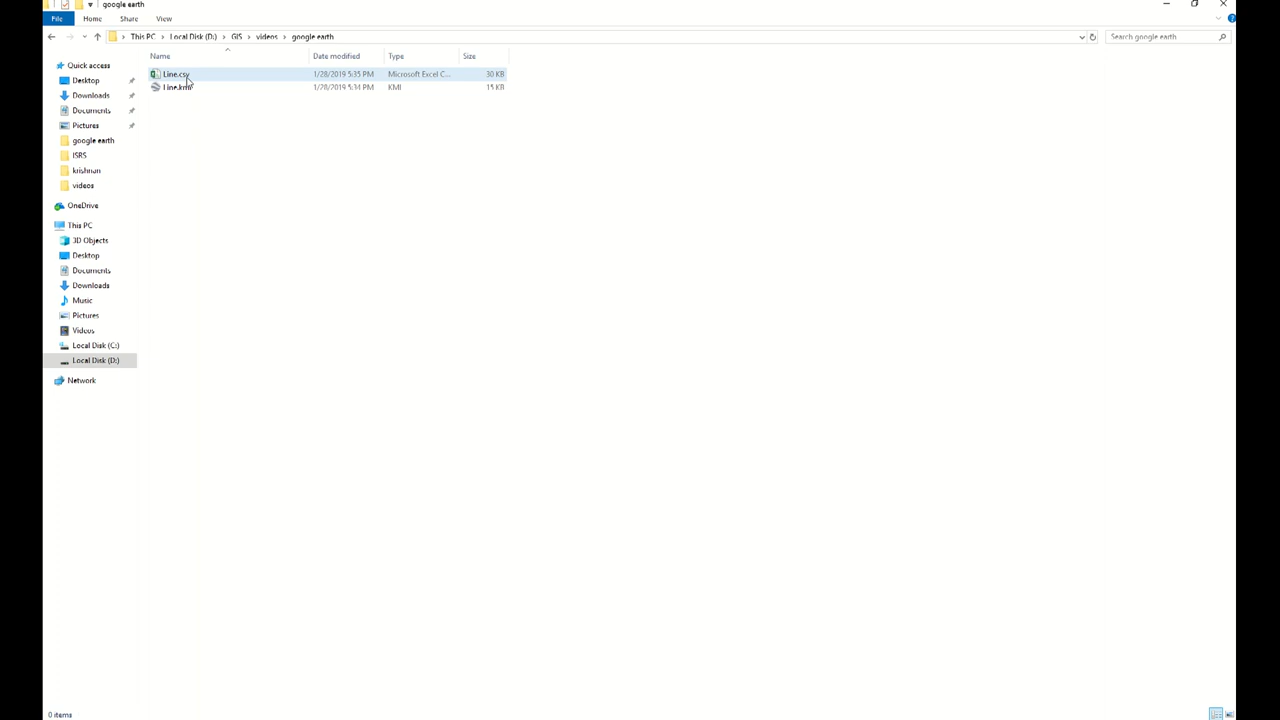 google earth
File Home Share View
This PC Local Disk (D:) GIS videos google earth Search google earth
Name Date modified Type Size
Line.csv 1/28/2019 5:35 PM Microsoft Excel C... 30 KB
Line.kml 1/28/2019 5:34 PM KML 15 KB
Quick access
Desktop
Downloads
Documents
Pictures
google earth
ISRS
krishnan
videos
OneDrive
This PC
3D Objects
Desktop
Documents
Downloads
Music
Pictures
Videos
Local Disk (C:)
Local Disk (D:)
Network
0 items